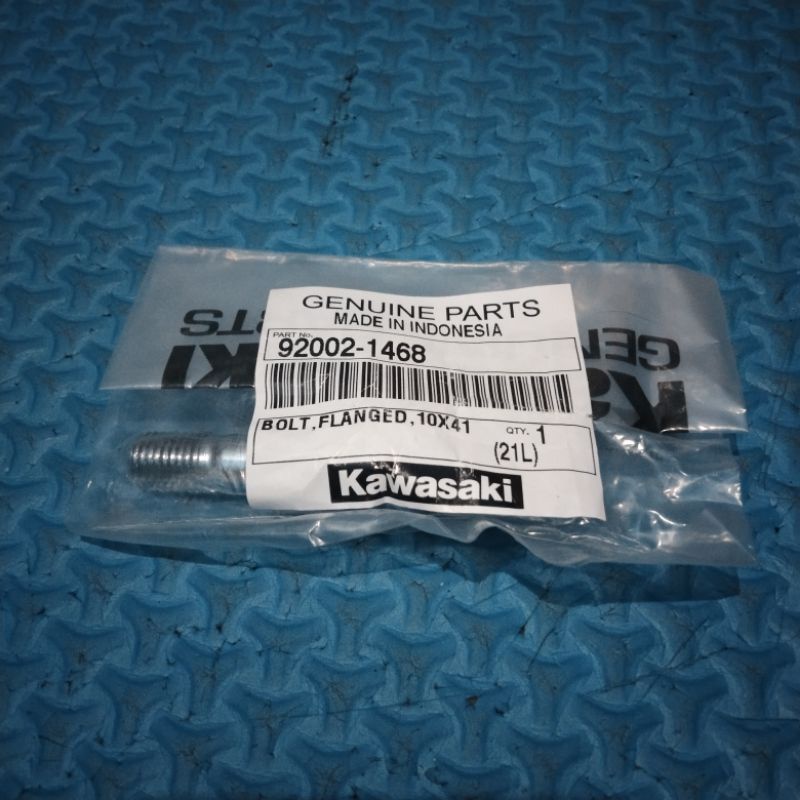 GENUINE PARTS
MADE IN INDONESIA
PART No.
92002-1468
BOLT,FLANGED,10X41
QTY. 1
(21L)
Kawasaki